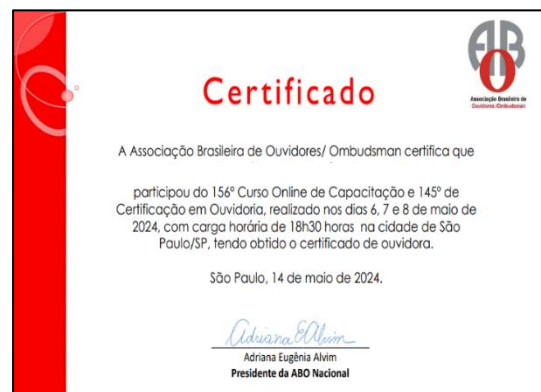 Certificado
ABO
Associação Brasileira de
Ouvidores /Ombudsman
A Associação Brasileira de Ouvidores/ Ombudsman certifica que
participou do 156º Curso Online de Capacitação e 145º de
Certificação em Ouvidoria, realizado nos dias 6, 7 e 8 de maio de
2024, com carga horária de 18h30 horas na cidade de São
Paulo/SP, tendo obtido o certificado de ouvidora.
São Paulo, 14 de maio de 2024.
Adriana E Alvim
Adriana Eugênia Alvim
Presidente da ABO Nacional